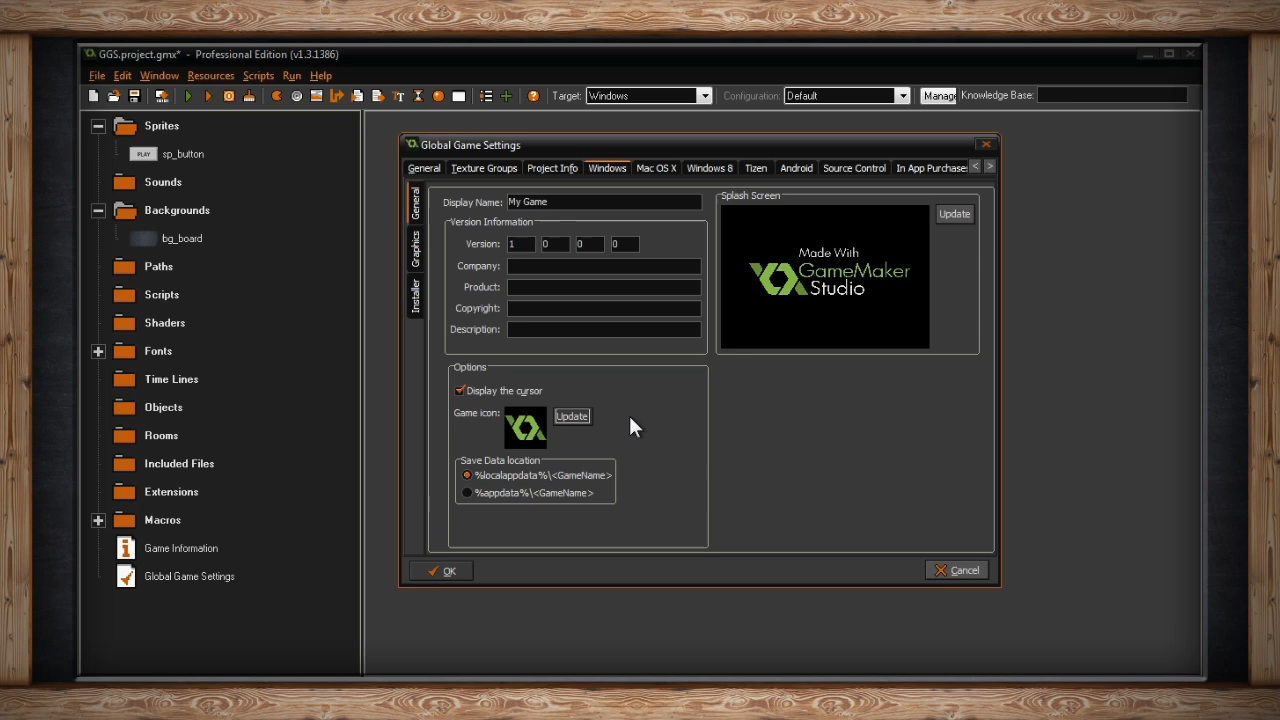 GGS.project.gmx* - Professional Edition (v1.3.1386)
File Edit Window Resources Scripts Run Help
Target: Windows Configuration: Default Manage Knowledge Base:
Sprites
PLAY sp_button
Sounds
Backgrounds
bg_board
Paths
Scripts
Shaders
Fonts
Time Lines
Objects
Rooms
Included Files
Extensions
Macros
Game Information
Global Game Settings
Global Game Settings
General Texture Groups Project Info Windows Mac OS X Windows 8 Tizen Android Source Control In App Purchases
General
Graphics
Installer
Display Name: My Game
Version Information
Version: 1 0 0 0
Company:
Product:
Copyright:
Description:
Options
Display the cursor
Game icon: Update
Save Data location
%localappdata%\<GameName>
%appdata%\<GameName>
Splash Screen
Made With
GameMaker
Studio
Update
OK
Cancel